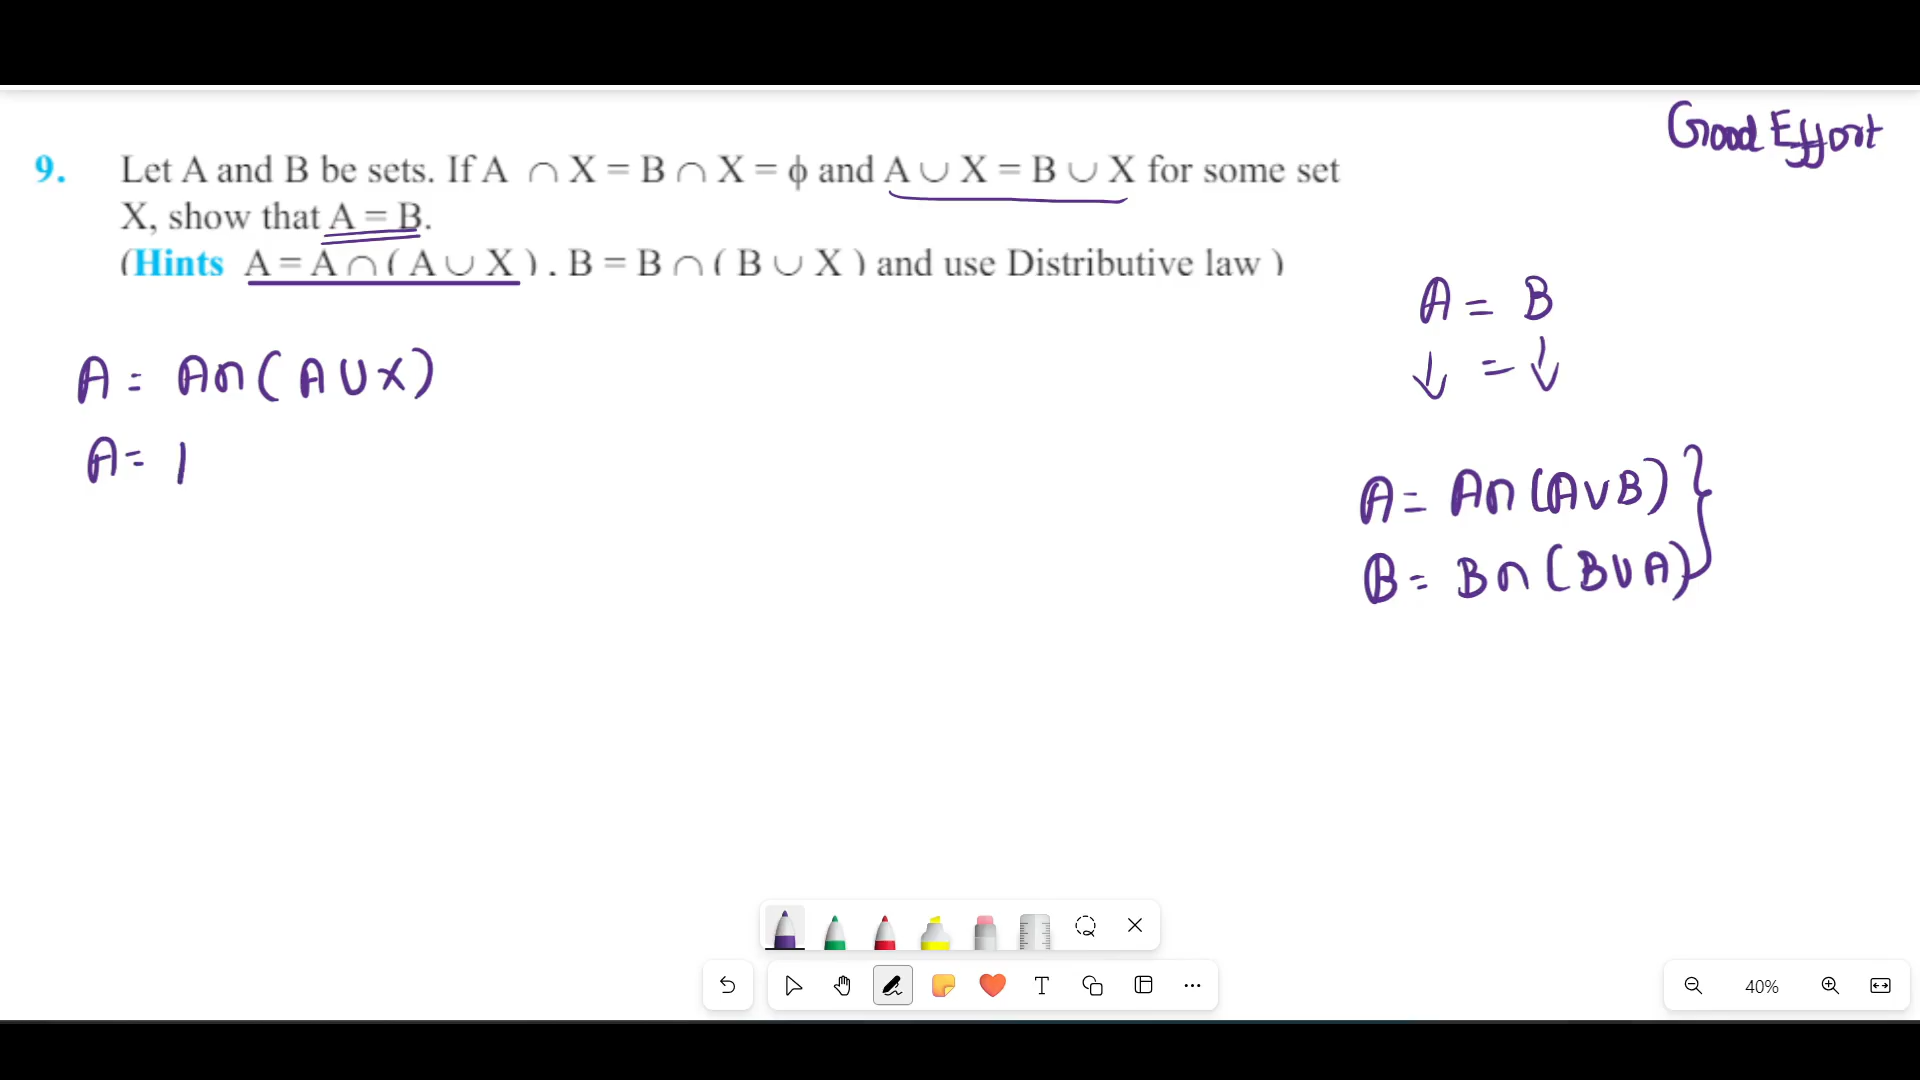 Good Effort
9. Let A and B be sets. If A ∩ X = B ∩ X = ϕ and A ∪ X = B ∪ X for some set
X, show that A = B.
(Hints A = A ∩ ( A ∪ X ) , B = B ∩ ( B ∪ X ) and use Distributive law )
A = B
↓ = ↓
A = A∩( A∪X)
A = 
A = A∩(A∪B)
B = B∩(B∪A)
40%